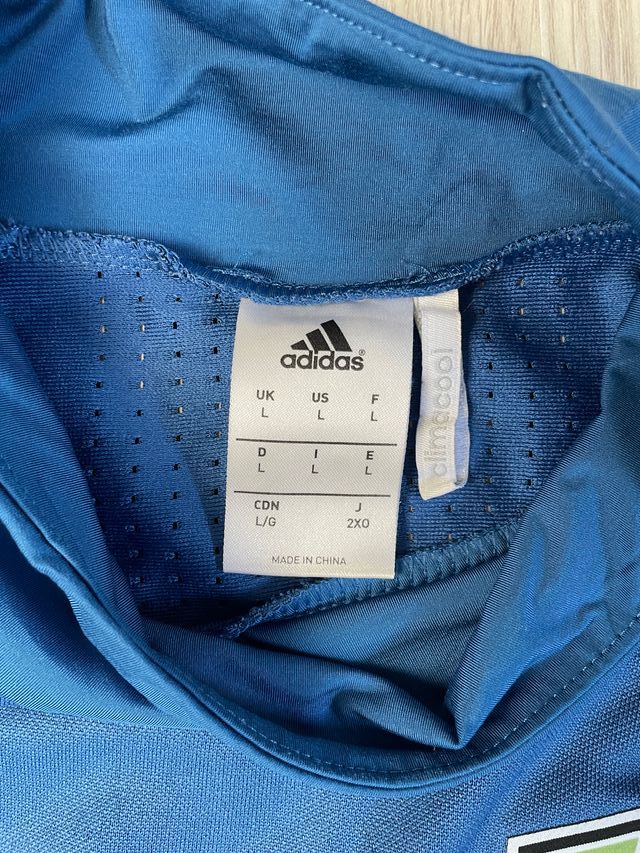 adidas®
UK US F
L L L
D I E
L L L
CDN J
L/G 2XO
MADE IN CHINA
climacool